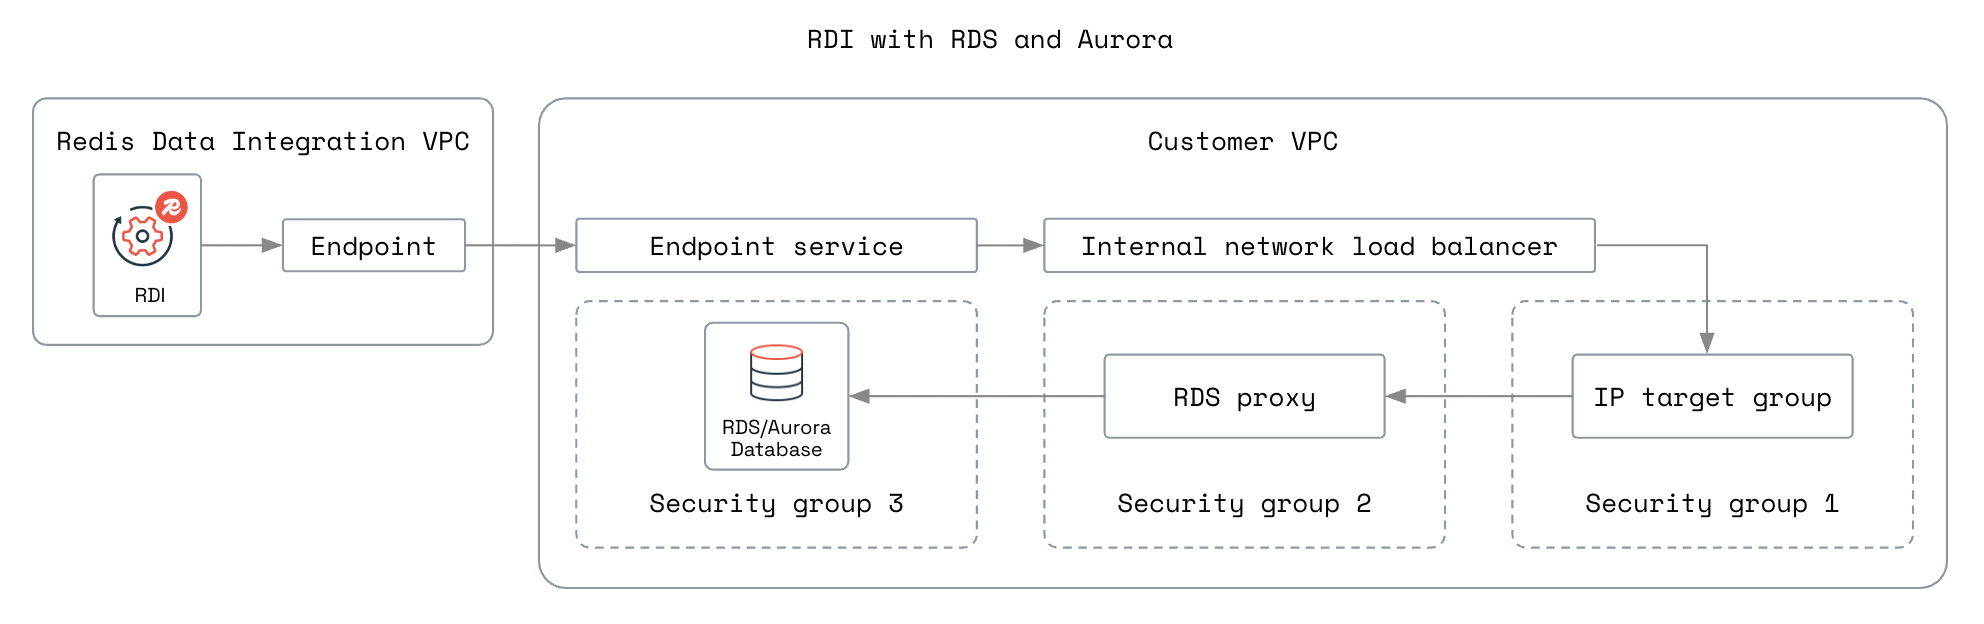 RDI with RDS and Aurora
Redis Data Integration VPC
RDI
Endpoint
Customer VPC
Endpoint service
Internal network load balancer
RDS/Aurora
Database
Security group 3
RDS proxy
Security group 2
IP target group
Security group 1